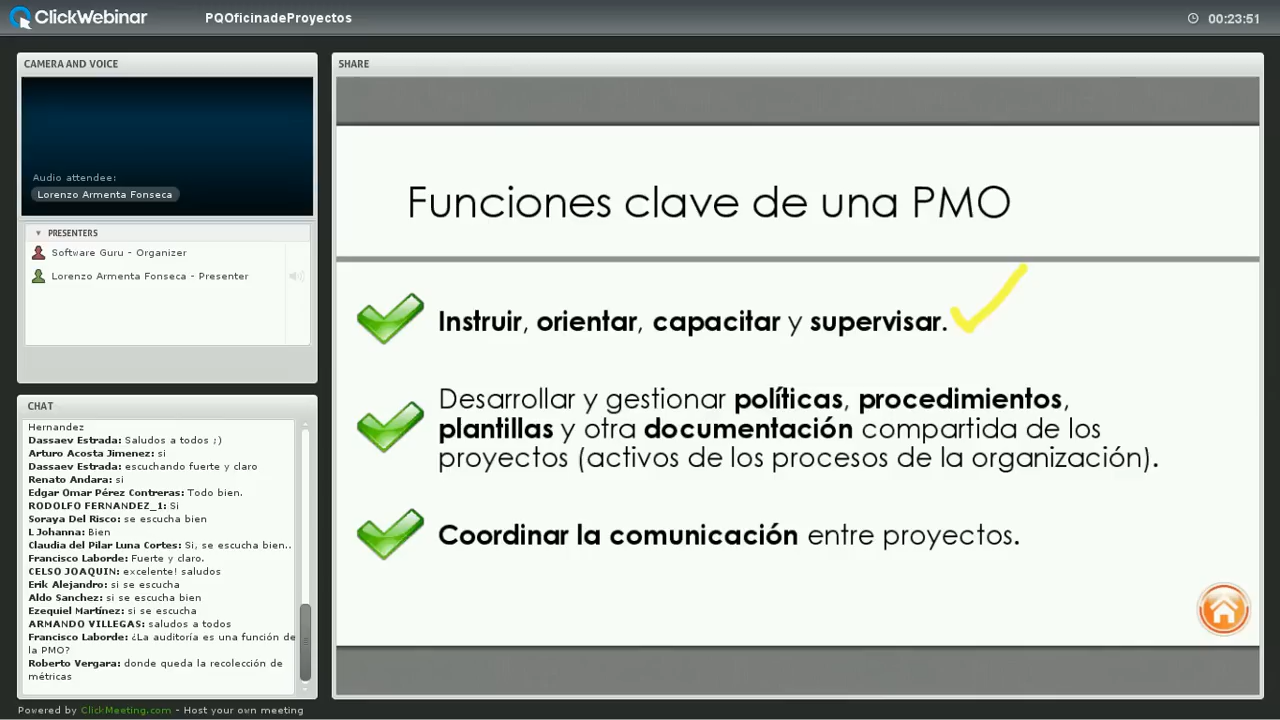 ClickWebinar
PQOficinadeProyectos
00:23:51
CAMERA AND VOICE
Audio attendee:
Lorenzo Armenta Fonseca
PRESENTERS
Software Guru - Organizer
Lorenzo Armenta Fonseca - Presenter
CHAT
Hernandez
Dassaev Estrada: Saludos a todos ;)
Arturo Acosta Jimenez: si
Dassaev Estrada: escuchando fuerte y claro
Renato Andara: si
Edgar Omar Pérez Contreras: Todo bien.
RODOLFO FERNANDEZ_1: Si
Soraya Del Risco: se escucha bien
L Johanna: Bien
Claudia del Pilar Luna Cortes: Si, se escucha bien..
Francisco Laborde: Fuerte y claro.
CELSO JOAQUIN: excelente! saludos
Erik Alejandro: si se escucha
Aldo Sanchez: si se escucha bien
Ezequiel Martínez: si se escucha
ARMANDO VILLEGAS: saludos a todos
Francisco Laborde: ¿La auditoría es una función de
la PMO?
Roberto Vergara: donde queda la recolección de
métricas
SHARE
Funciones clave de una PMO
Instruir, orientar, capacitar y supervisar.
Desarrollar y gestionar políticas, procedimientos,
plantillas y otra documentación compartida de los
proyectos (activos de los procesos de la organización).
Coordinar la comunicación entre proyectos.
Powered by ClickMeeting.com - Host your own meeting